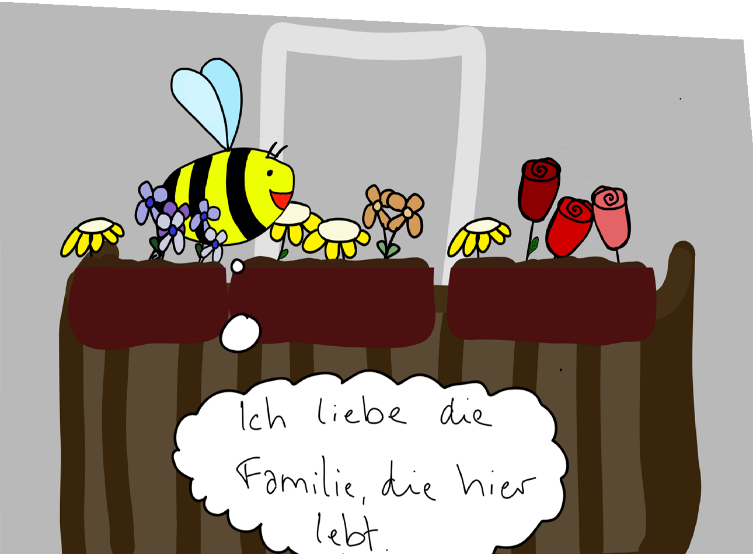 Ich liebe die
Familie, die hier
lebt.